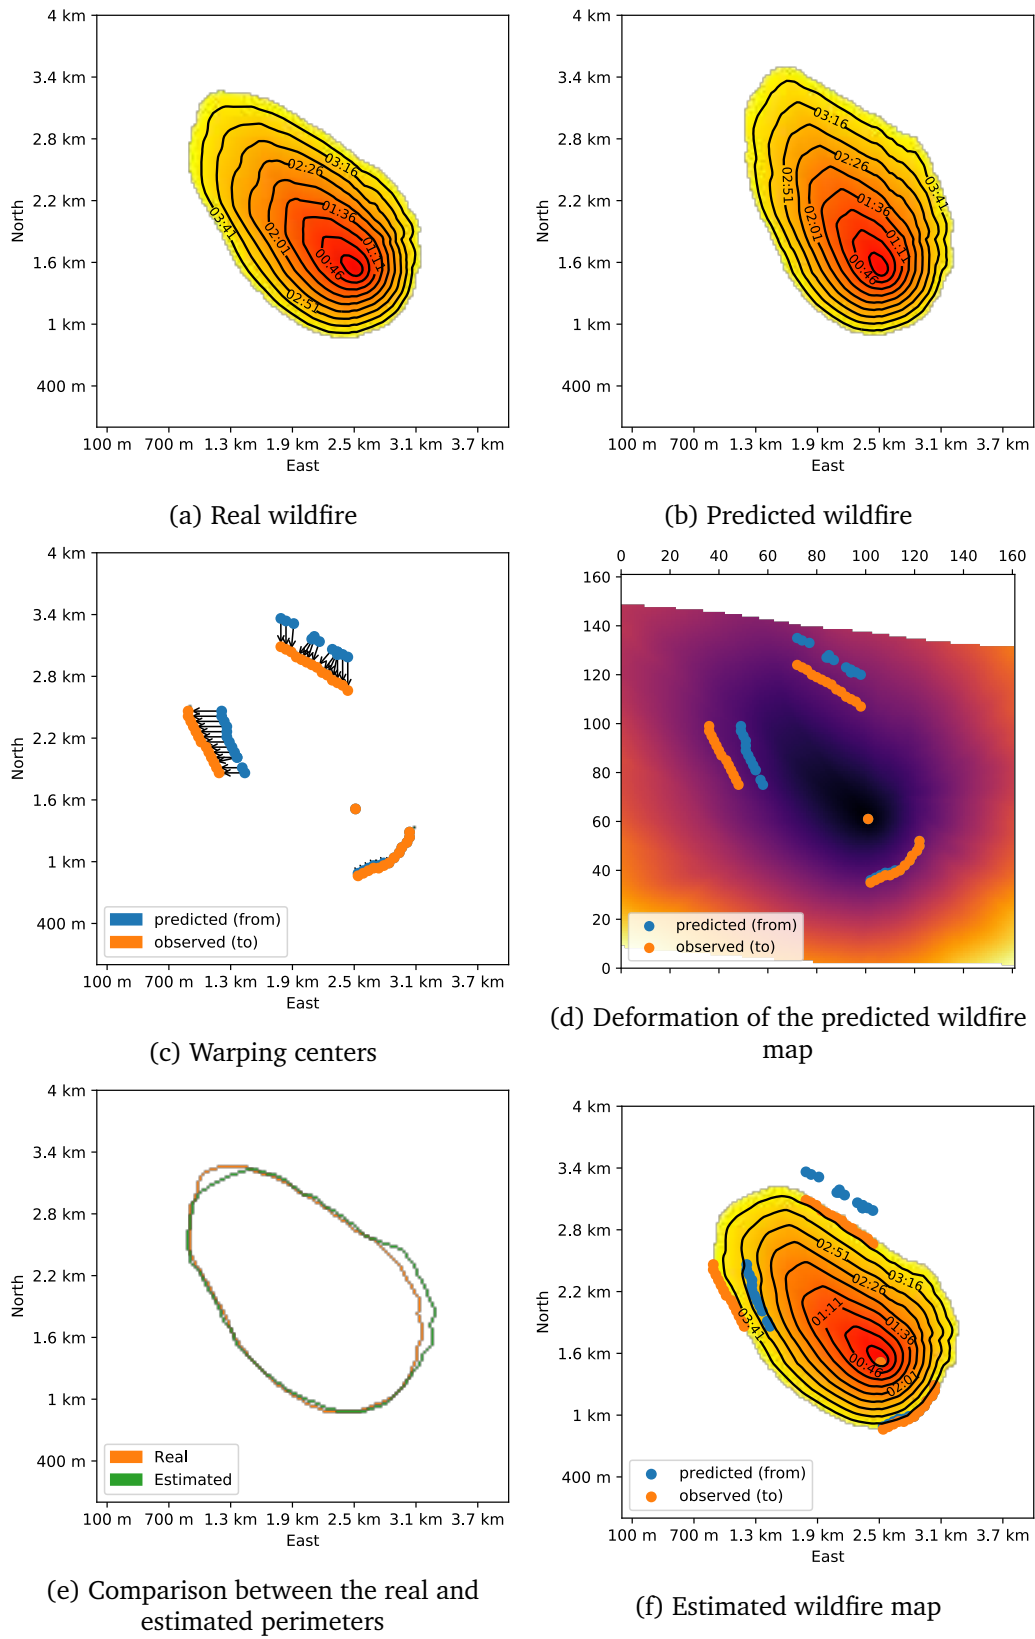 4 km
3.4 km
2.8 km
2.2 km
1.6 km
1 km
400 m
North
03:16
02:26
01:36
03:41
02:01
01:11
00:46
02:51
100 m 700 m 1.3 km 1.9 km 2.5 km 3.1 km 3.7 km
East
(a) Real wildfire
4 km
3.4 km
2.8 km
2.2 km
1.6 km
1 km
400 m
North
03:16
02:26
03:41
02:51
01:36
02:01
01:11
00:46
100 m 700 m 1.3 km 1.9 km 2.5 km 3.1 km 3.7 km
East
(b) Predicted wildfire
4 km
3.4 km
2.8 km
2.2 km
1.6 km
1 km
400 m
North
predicted (from)
observed (to)
100 m 700 m 1.3 km 1.9 km 2.5 km 3.1 km 3.7 km
East
(c) Warping centers
0 20 40 60 80 100 120 140 160
160
140
120
100
80
60
40
20
0
predicted (from)
observed (to)
(d) Deformation of the predicted wildfire
map
4 km
3.4 km
2.8 km
2.2 km
1.6 km
1 km
400 m
North
Real
Estimated
100 m 700 m 1.3 km 1.9 km 2.5 km 3.1 km 3.7 km
East
(e) Comparison between the real and
estimated perimeters
4 km
3.4 km
2.8 km
2.2 km
1.6 km
1 km
400 m
North
02:51
02:26
03:16
01:11
01:36
03:41
00:46
02:01
predicted (from)
observed (to)
100 m 700 m 1.3 km 1.9 km 2.5 km 3.1 km 3.7 km
East
(f) Estimated wildfire map